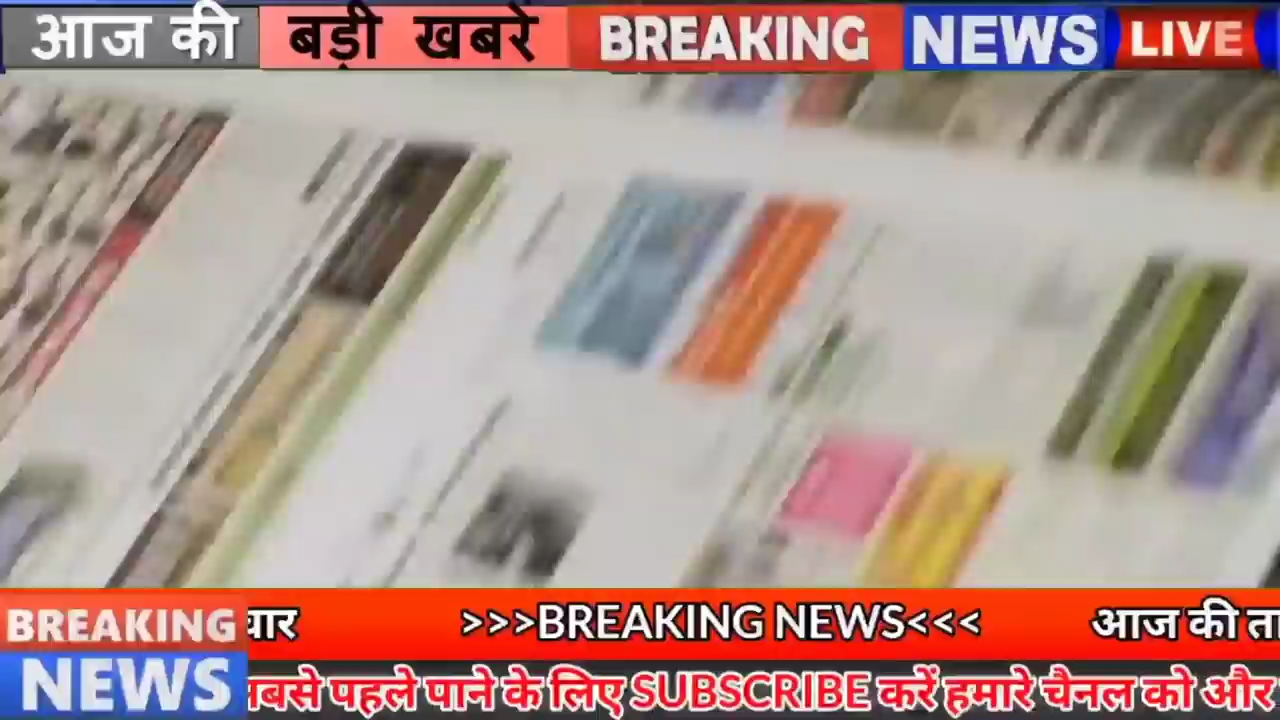 आज की बड़ी खबरे BREAKING NEWS LIVE
BREAKING NEWS
>>>BREAKING NEWS<<< आज की
पहले पाने के लिए SUBSCRIBE करें हमारे चैनल को और